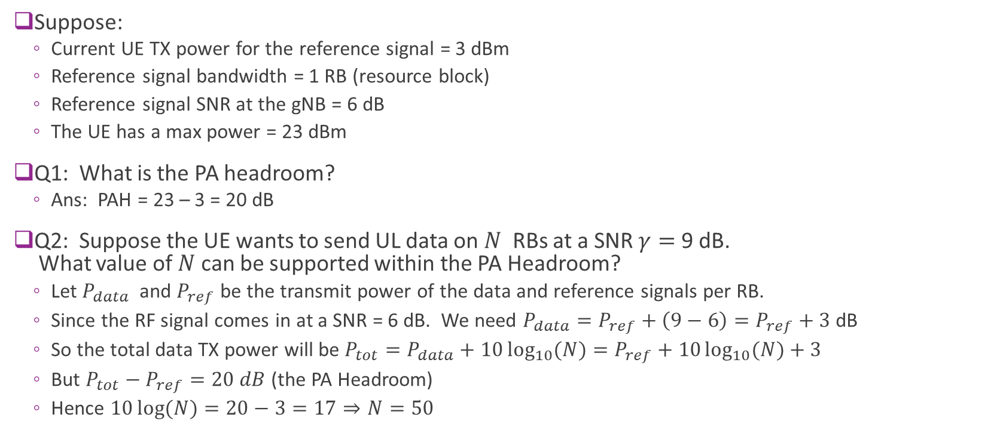 ❑Suppose:
◦ Current UE TX power for the reference signal = 3 dBm
◦ Reference signal bandwidth = 1 RB (resource block)
◦ Reference signal SNR at the gNB = 6 dB
◦ The UE has a max power = 23 dBm
❑Q1: What is the PA headroom?
◦ Ans: PAH = 23 – 3 = 20 dB
❑Q2: Suppose the UE wants to send UL data on N RBs at a SNR γ = 9 dB.
What value of N can be supported within the PA Headroom?
◦ Let P_{data} and P_{ref} be the transmit power of the data and reference signals per RB.
◦ Since the RF signal comes in at a SNR = 6 dB. We need P_{data} = P_{ref} + (9 − 6) = P_{ref} + 3 dB
◦ So the total data TX power will be P_{tot} = P_{data} + 10 log_{10}(N) = P_{ref} + 10 log_{10}(N) + 3
◦ But P_{tot} − P_{ref} = 20 dB (the PA Headroom)
◦ Hence 10 log(N) = 20 − 3 = 17 ⇒ N = 50